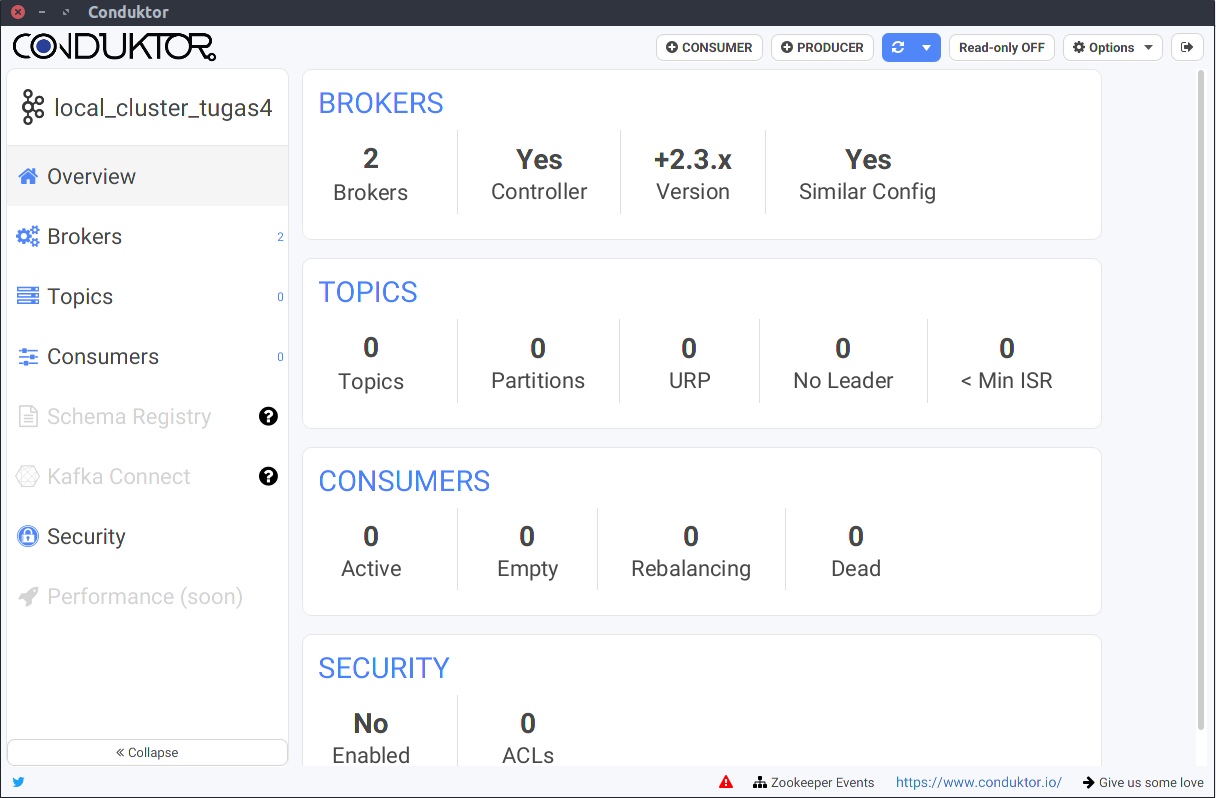 Conduktor
CONDUKTOR
CONSUMER
PRODUCER
Read-only OFF
Options
local_cluster_tugas4
Overview
Brokers 2
Topics 0
Consumers 0
Schema Registry ?
Kafka Connect ?
Security
Performance (soon)
« Collapse
BROKERS
2 Yes +2.3.x Yes
Brokers Controller Version Similar Config
TOPICS
0 0 0 0 0
Topics Partitions URP No Leader < Min ISR
CONSUMERS
0 0 0 0
Active Empty Rebalancing Dead
SECURITY
No 0
Enabled ACLs
Zookeeper Events https://www.conduktor.io/ Give us some love